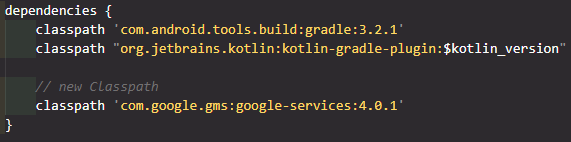 dependencies {
    classpath 'com.android.tools.build:gradle:3.2.1'
    classpath "org.jetbrains.kotlin:kotlin-gradle-plugin:$kotlin_version"
    // new Classpath
    classpath 'com.google.gms:google-services:4.0.1'
}